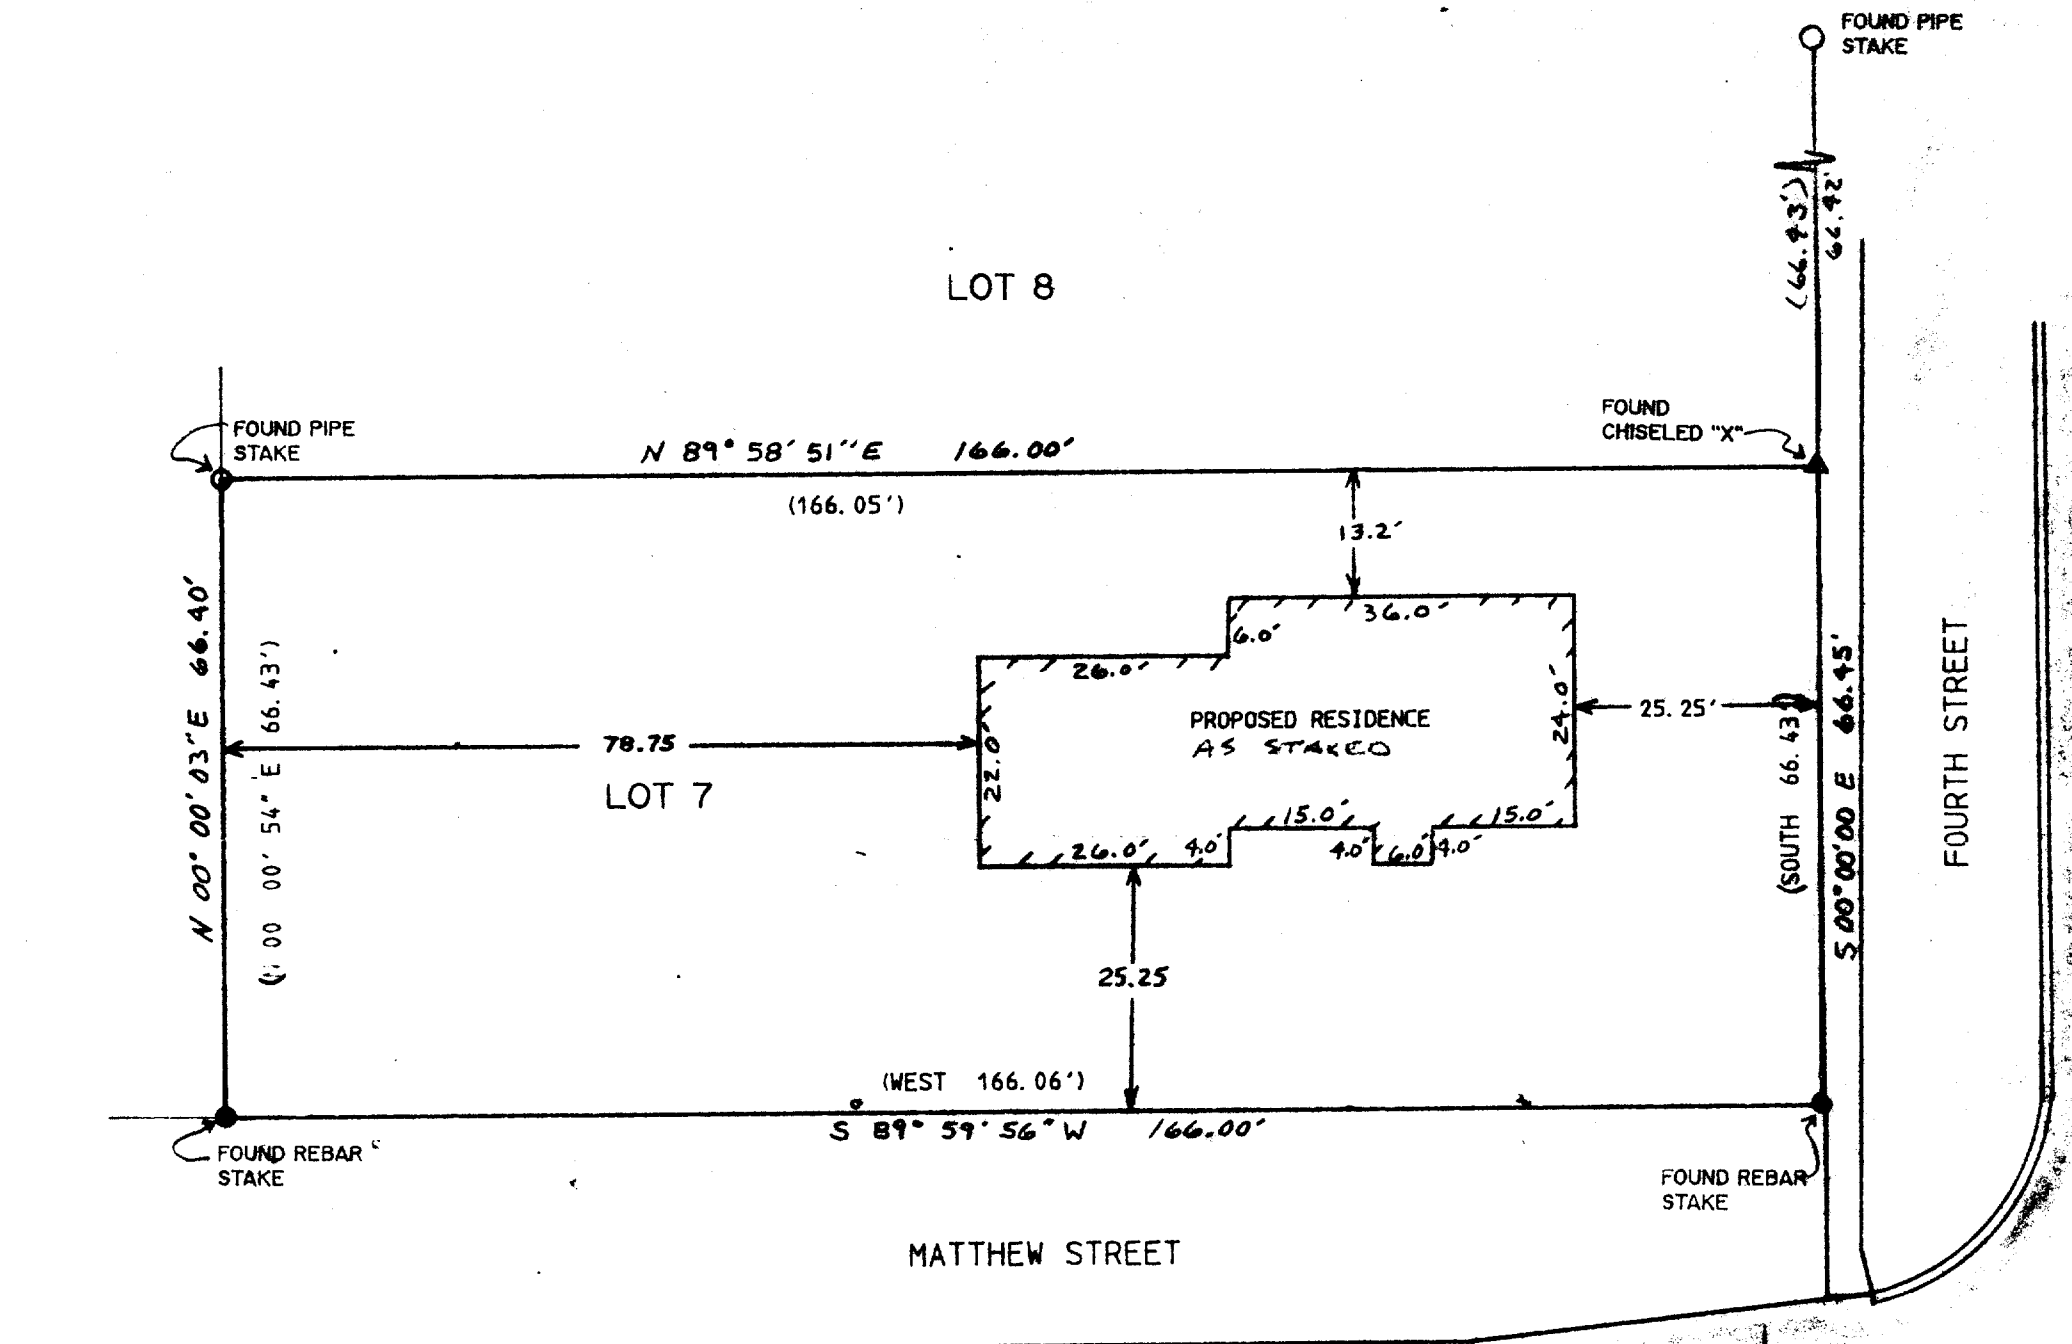 FOUND PIPE
STAKE
(66.43')
66.42'
LOT 8
FOUND
CHISELED "X"
FOUND PIPE
STAKE
N 89° 58' 51" E 166.00'
(166.05')
13.2'
36.0'
6.0'
26.0'
N 00° 00' 03" E 66.40'
00 00' 54" E 66.43')
PROPOSED RESIDENCE
AS STAKED
24.0'
25.25'
(SOUTH 66.43')
S 00°00'00 E 66.45'
FOURTH STREET
78.75
LOT 7
22.0'
15.0'
15.0'
26.0'
4.0'
4.0'
6.0'
4.0'
25.25
(WEST 166.06')
S 89° 59' 56" W 166.00'
FOUND REBAR
STAKE
FOUND REBAR
STAKE
MATTHEW STREET